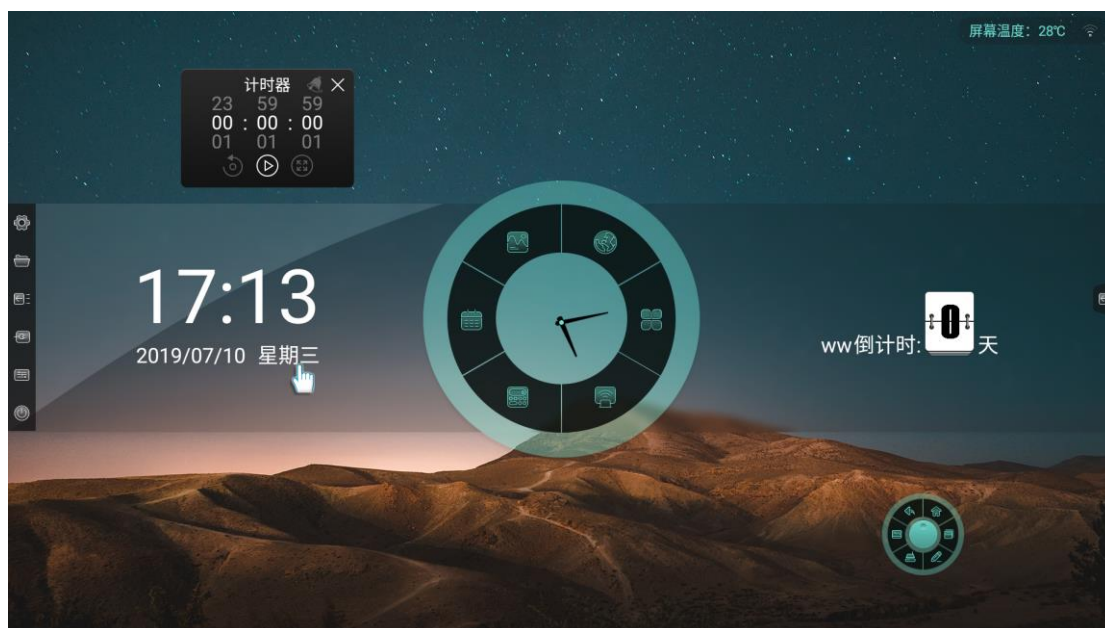 屏幕温度：28℃
计时器
23 59 59
00 : 00 : 00
01 01 01
17:13
2019/07/10 星期三
ww倒计时:0天